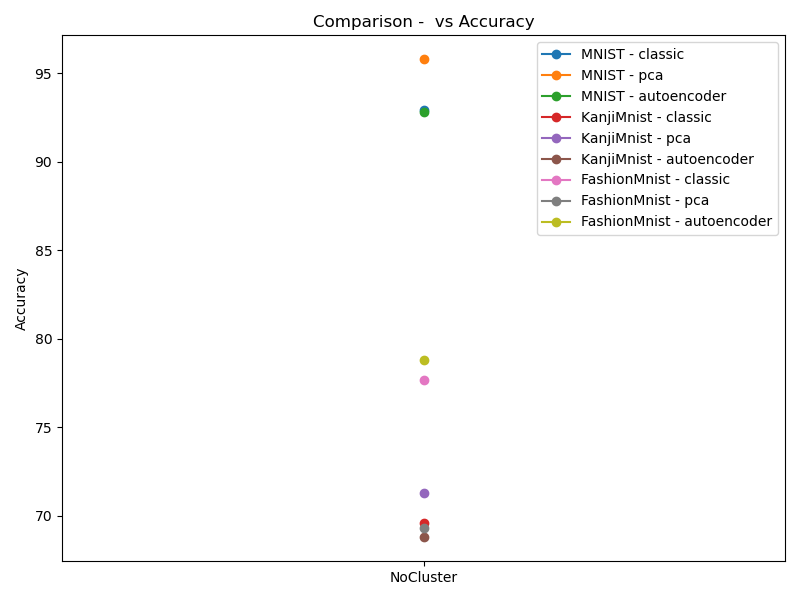 Comparison -  vs Accuracy
MNIST - classic
MNIST - pca
MNIST - autoencoder
KanjiMnist - classic
KanjiMnist - pca
KanjiMnist - autoencoder
FashionMnist - classic
FashionMnist - pca
FashionMnist - autoencoder
95
90
85
80
75
70
Accuracy
NoCluster